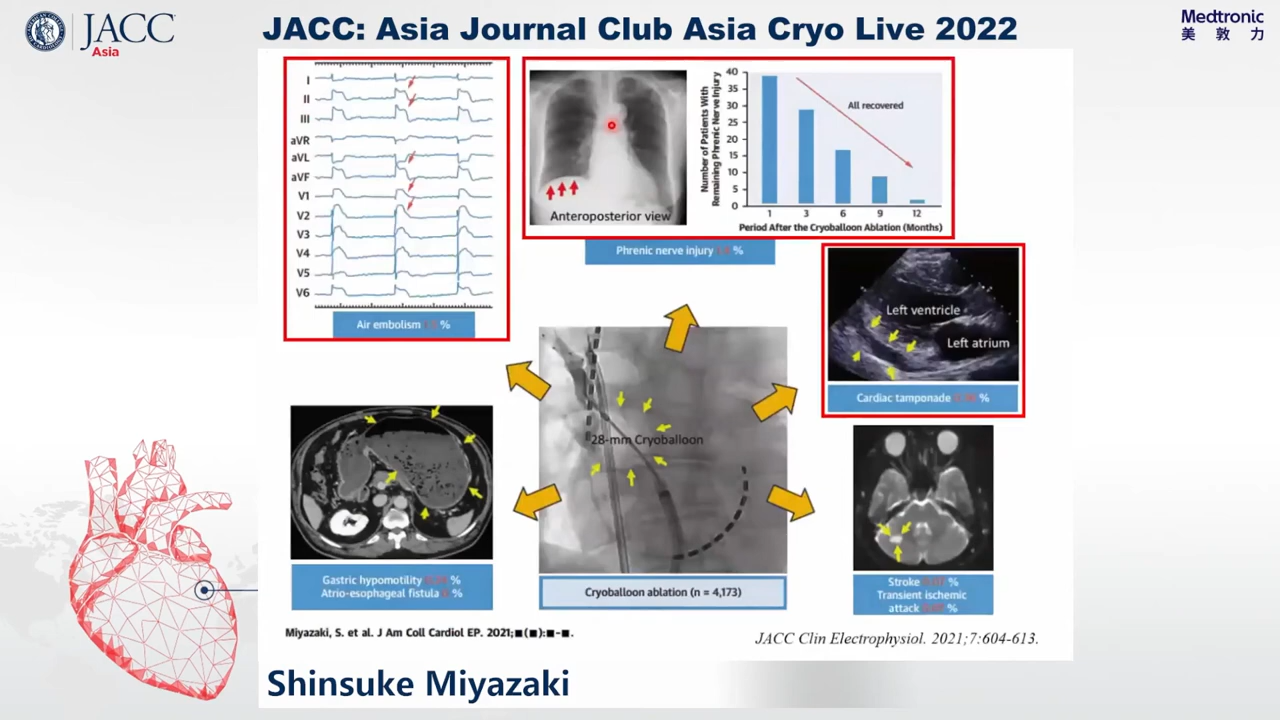 JACC
Asia
JACC: Asia Journal Club Asia Cryo Live 2022
Medtronic
美敦力
I
II
III
aVR
aVL
aVF
V1
V2
V3
V4
V5
V6
Air embolism %
Anteroposterior view
Number of Patients With
Remaining Phrenic Nerve Injury
40
35
30
25
20
15
10
5
0
All recovered
1 3 6 9 12
Period After the Cryoballoon Ablation (Months)
Phrenic nerve injury %
Left ventricle
Left atrium
Cardiac tamponade %
28-mm Cryoballoon
Gastric hypomotility %
Atrio-esophageal fistula %
Cryoballoon ablation (n = 4,173)
Stroke %
Transient ischemic
attack %
Miyazaki, S. et al. J Am Coll Cardiol EP. 2021;■(■):■-■.
JACC Clin Electrophysiol. 2021;7:604-613.
Shinsuke Miyazaki